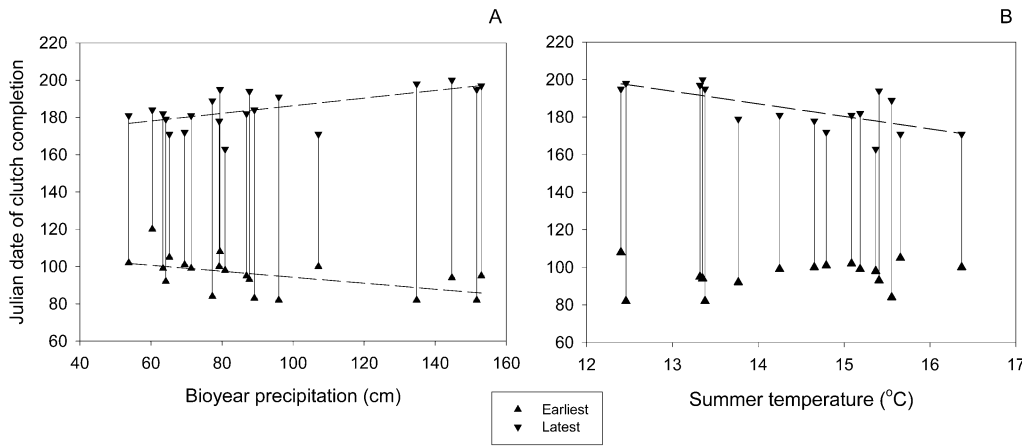 A
B
220
200
180
160
140
120
100
80
60
40 60 80 100 120 140 160
Julian date of clutch completion
Bioyear precipitation (cm)
220
200
180
160
140
120
100
80
60
12 13 14 15 16 17
Summer temperature (°C)
Earliest
Latest